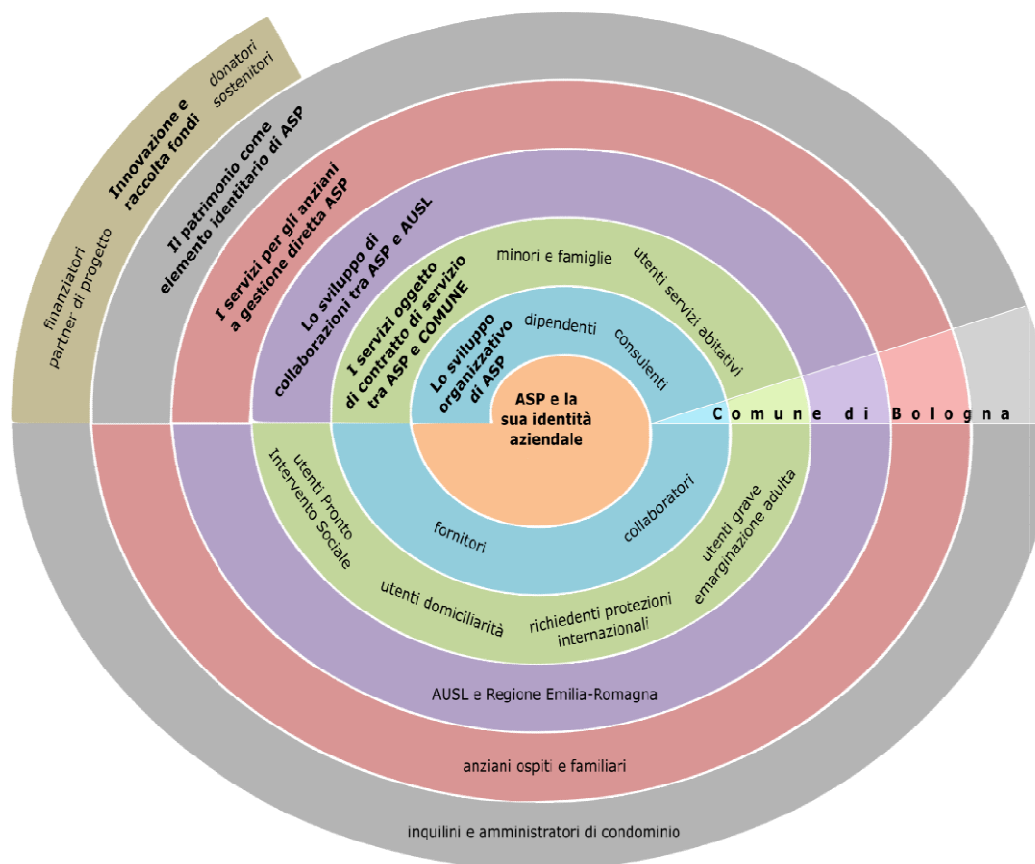 donatori
sostenitori
Innovazione e
raccolta fondi
finanziatori
partner di progetto
Il patrimonio come
elemento identitario di ASP
I servizi per gli anziani
a gestione diretta ASP
Lo sviluppo di
collaborazioni tra ASP e AUSL
I servizi oggetto
di contratto di servizio
tra ASP e COMUNE
minori e famiglie
utenti servizi abitativi
Lo sviluppo
organizzativo
di ASP
dipendenti
consulenti
ASP e la
sua identità
aziendale
Comune di Bologna
utenti Pronto
Intervento Sociale
fornitori
collaboratori
utenti grave
emarginazione adulta
utenti domiciliarità
richiedenti protezioni
internazionali
AUSL e Regione Emilia-Romagna
anziani ospiti e familiari
inquilini e amministratori di condominio